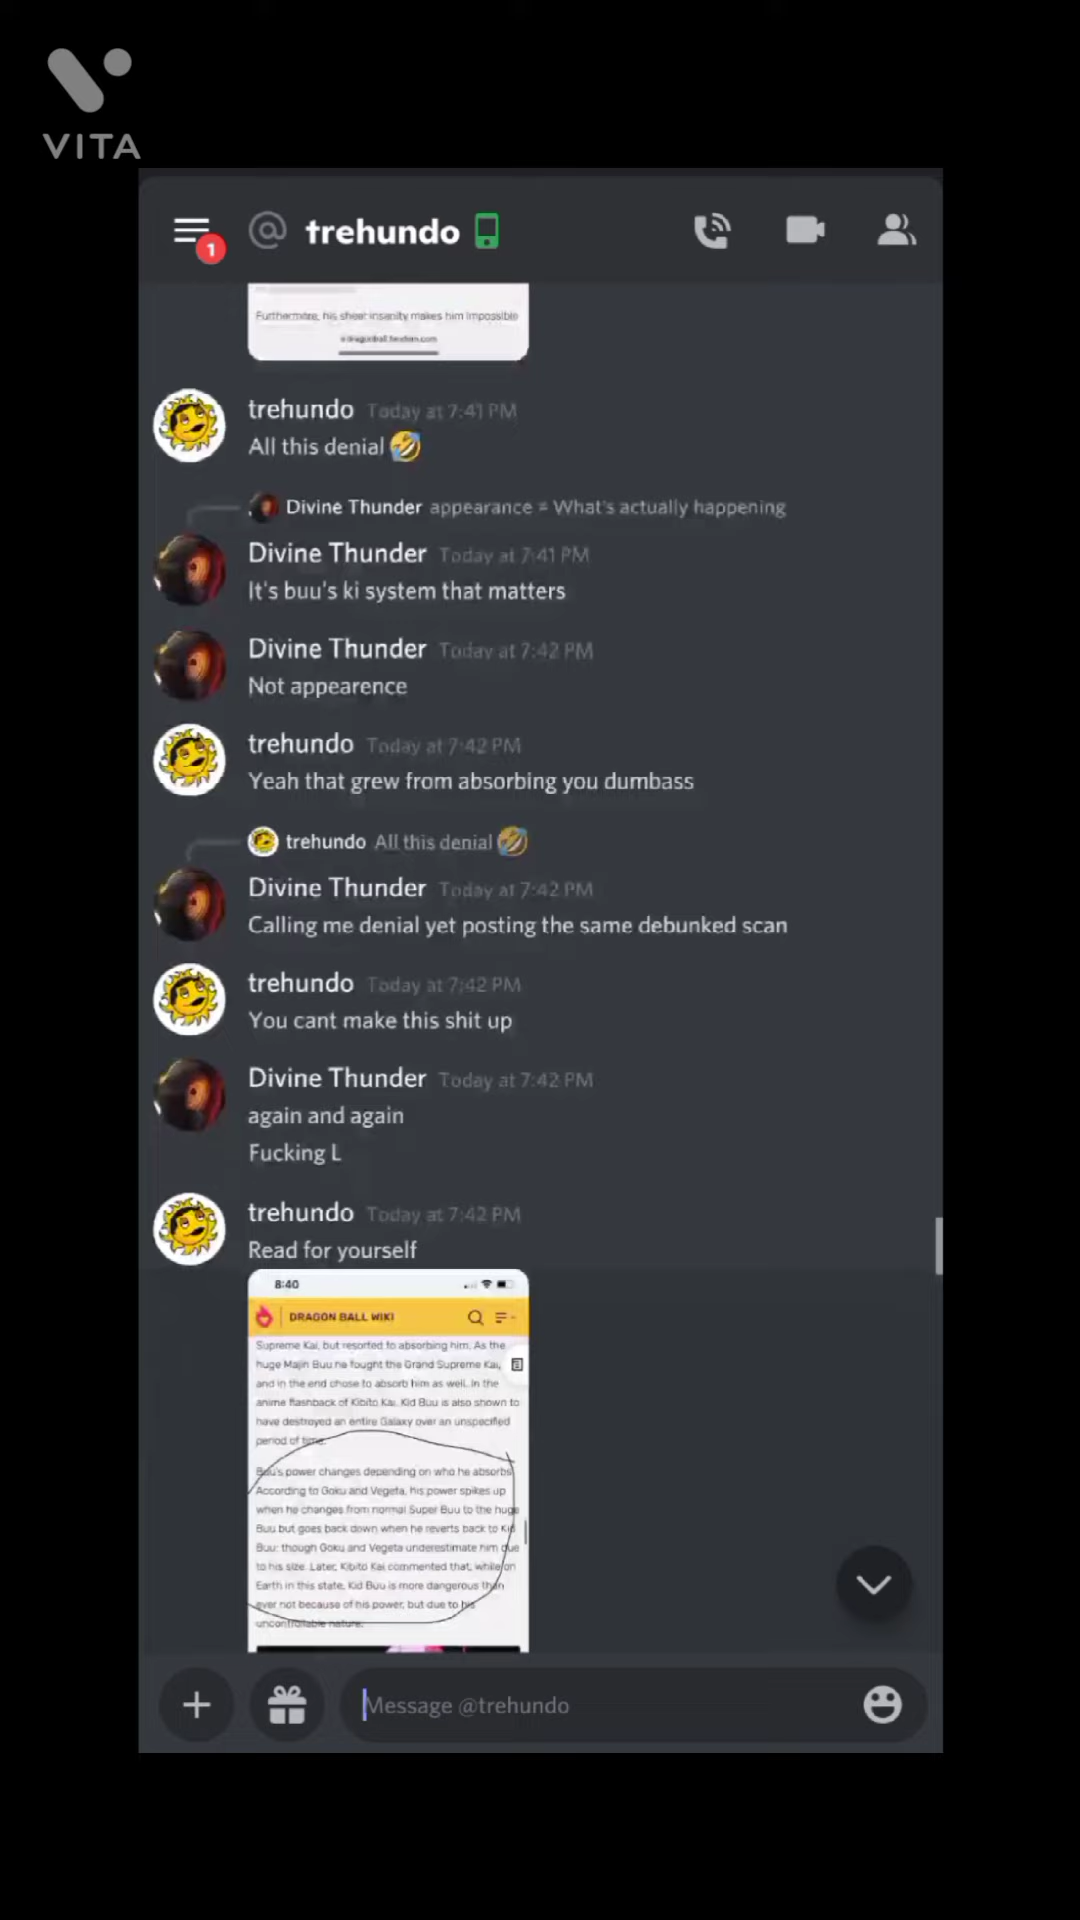 VITA
1
@ trehundo
Furthermore, his sheer insanity makes him impossible
trehundo Today at 7:41 PM
All this denial 🤣
Divine Thunder appearance = What's actually happening
Divine Thunder Today at 7:41 PM
It's buu's ki system that matters
Divine Thunder Today at 7:42 PM
Not appearence
trehundo Today at 7:42 PM
Yeah that grew from absorbing you dumbass
trehundo All this denial 🤣
Divine Thunder Today at 7:42 PM
Calling me denial yet posting the same debunked scan
trehundo Today at 7:42 PM
You cant make this shit up
Divine Thunder Today at 7:42 PM
again and again
Fucking L
trehundo Today at 7:42 PM
Read for yourself
8:40
DRAGON BALL WIKI
Supreme Kai, but resorted to absorbing him. As the
huge Majin Buu he fought the Grand Supreme Kai,
and in the end chose to absorb him as well. In the
anime flashback of Kibito Kai, Kid Buu is also shown to
have destroyed an entire Galaxy over an unspecified
period of time.
Buu's power changes depending on who he absorbs.
According to Goku and Vegeta, his power spikes up
when he changes from normal Super Buu to the huge
Buu but goes back down when he reverts back to Kid
Buu; though Goku and Vegeta underestimate him due
to his size. Later, Kibito Kai commented that, while on
Earth in this state, Kid Buu is more dangerous than
ever not because of his power, but due to his
uncontrollable nature.
Message @trehundo